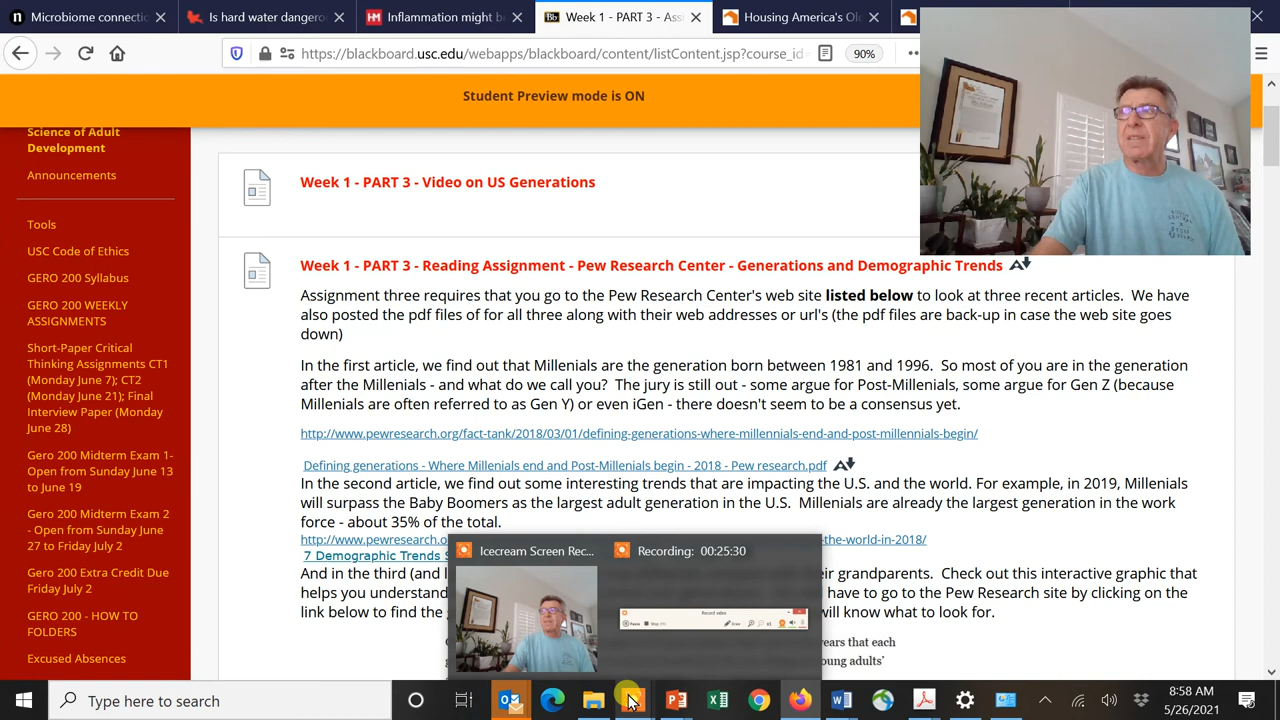 Microbiome connectic
Is hard water dangero
Inflammation might b
Week 1 - PART 3 - Ass
Housing America's Ol
https://blackboard.usc.edu/webapps/blackboard/content/listContent.jsp?course_id=
90%
Student Preview mode is ON
Science of Adult
Development
Announcements
Tools
USC Code of Ethics
GERO 200 Syllabus
GERO 200 WEEKLY
ASSIGNMENTS
Short-Paper Critical
Thinking Assignments CT1
(Monday June 7); CT2
(Monday June 21); Final
Interview Paper (Monday
June 28)
Gero 200 Midterm Exam 1-
Open from Sunday June 13
to June 19
Gero 200 Midterm Exam 2
- Open from Sunday June
27 to Friday July 2
Gero 200 Extra Credit Due
Friday July 2
GERO 200 - HOW TO
FOLDERS
Excused Absences
Week 1 - PART 3 - Video on US Generations
Week 1 - PART 3 - Reading Assignment - Pew Research Center - Generations and Demographic Trends
Assignment three requires that you go to the Pew Research Center's web site listed below to look at three recent articles. We have
also posted the pdf files of for all three along with their web addresses or url's (the pdf files are back-up in case the web site goes
down)
In the first article, we find out that Millenials are the generation born between 1981 and 1996. So most of you are in the generation
after the Millenials - and what do we call you? The jury is still out - some argue for Post-Millenials, some argue for Gen Z (because
Millenials are often referred to as Gen Y) or even iGen - there doesn't seem to be a consensus yet.
http://www.pewresearch.org/fact-tank/2018/03/01/defining-generations-where-millennials-end-and-post-millennials-begin/
Defining generations - Where Millenials end and Post-Millenials begin - 2018 - Pew research.pdf
In the second article, we find out some interesting trends that are impacting the U.S. and the world. For example, in 2019, Millenials
will surpass the Baby Boomers as the largest adult generation in the U.S. Millenials are already the largest generation in the work
force - about 35% of the total.
http://www.pewresearch.o the-world-in-2018/
7 Demographic Trends S
And in the third (and l eir grandparents. Check out this interactive graphic that
helps you understand have to go to the Pew Research site by clicking on the
link below to find the will know what to look for.
ears that each
oung adults'
Icecream Screen Rec...
Recording: 00:25:30
Record video
Pause
Stop
Draw
Type here to search
8:58 AM
5/26/2021